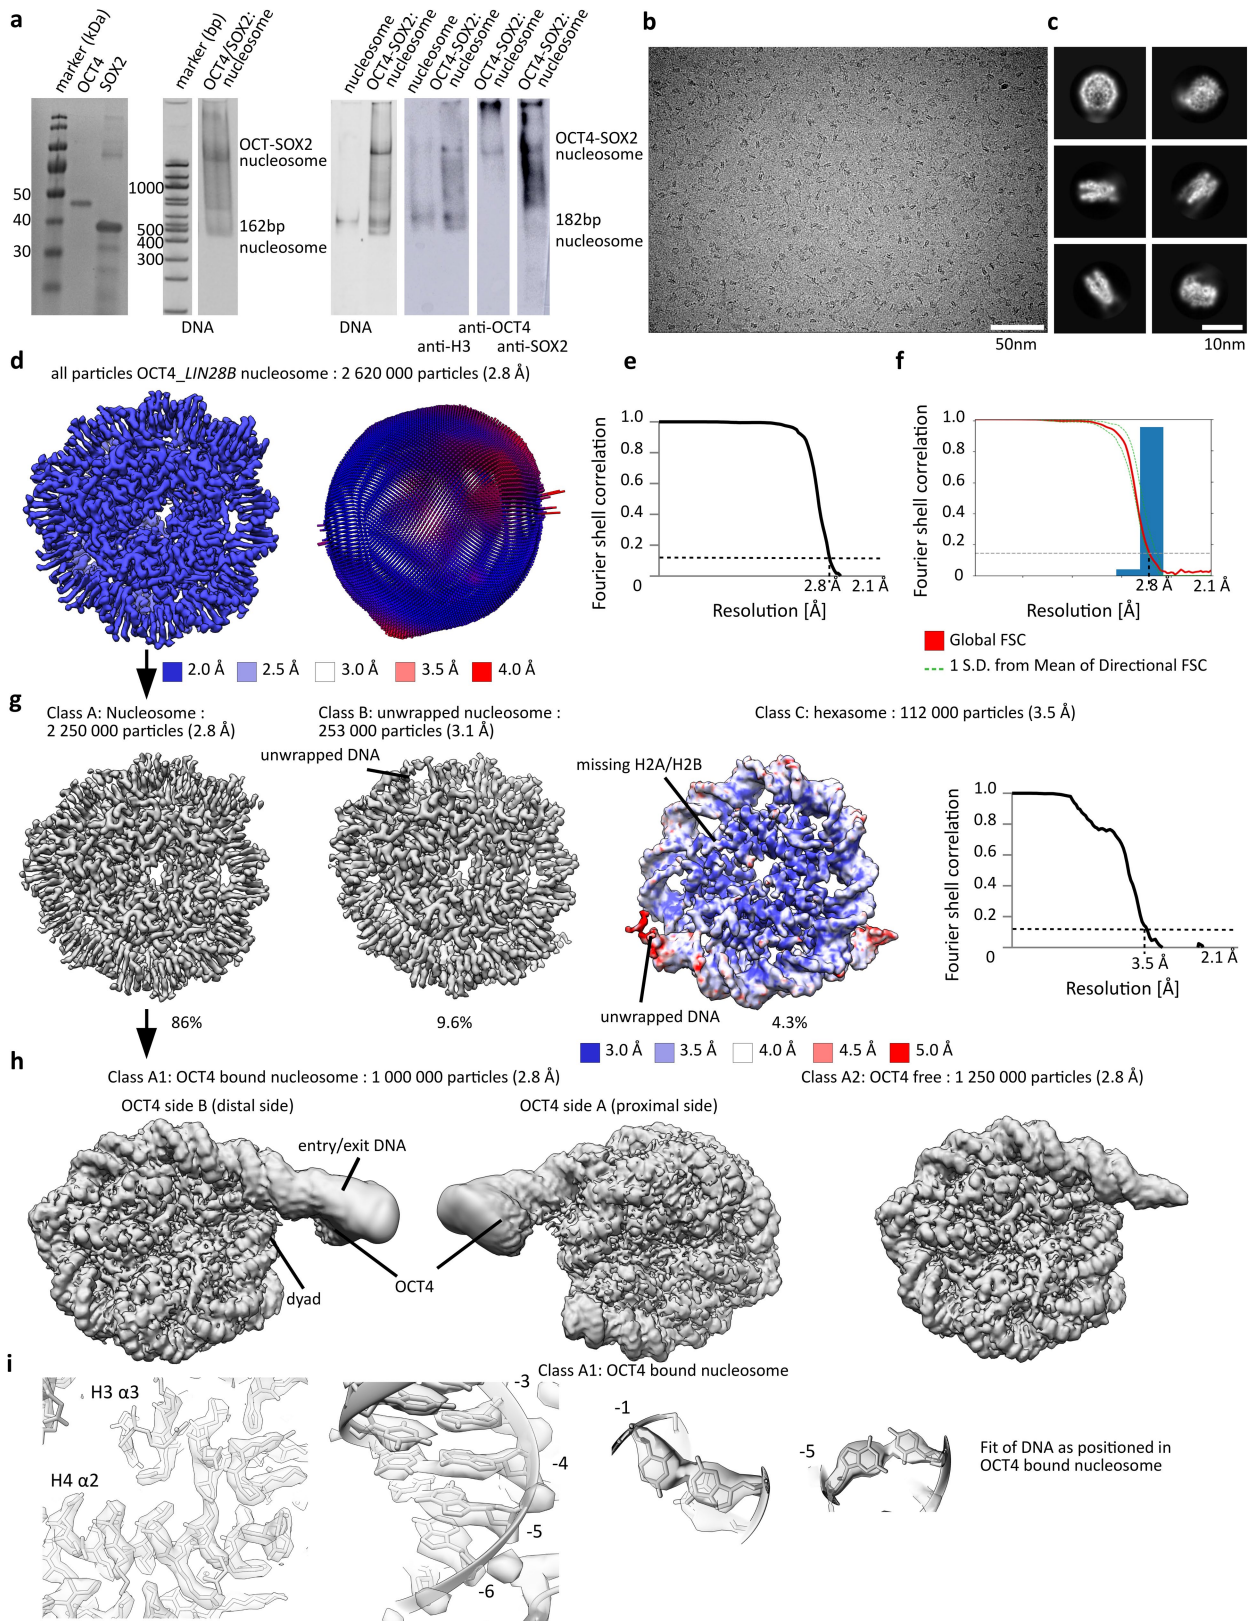 a
marker (kDa)
OCT4
SOX2
marker (bp)
OCT4/SOX2:
nucleosome
nucleosome
OCT4-SOX2:
nucleosome
nucleosome
OCT4-SOX2:
nucleosome
OCT4-SOX2:
nucleosome
OCT4-SOX2:
nucleosome
50
40
30
1000
500
400
300
OCT-SOX2
nucleosome
162bp
nucleosome
OCT4-SOX2
nucleosome
182bp
nucleosome
DNA
DNA
anti-H3
anti-OCT4
anti-SOX2
b
50nm
c
10nm
d
all particles OCT4_LIN28B nucleosome : 2 620 000 particles (2.8 Å)
2.0 Å
2.5 Å
3.0 Å
3.5 Å
4.0 Å
e
Fourier shell correlation
1.0
0.8
0.6
0.4
0.2
0
2.8 Å
2.1 Å
Resolution [Å]
f
Fourier shell correlation
1.0
0.8
0.6
0.4
0.2
0
2.8 Å
2.1 Å
Resolution [Å]
Global FSC
1 S.D. from Mean of Directional FSC
g
Class A: Nucleosome :
2 250 000 particles (2.8 Å)
86%
Class B: unwrapped nucleosome :
253 000 particles (3.1 Å)
unwrapped DNA
9.6%
Class C: hexasome : 112 000 particles (3.5 Å)
missing H2A/H2B
unwrapped DNA
4.3%
3.0 Å
3.5 Å
4.0 Å
4.5 Å
5.0 Å
Fourier shell correlation
1.0
0.8
0.6
0.4
0.2
0
3.5 Å
2.1 Å
Resolution [Å]
h
Class A1: OCT4 bound nucleosome : 1 000 000 particles (2.8 Å)
OCT4 side B (distal side)
OCT4 side A (proximal side)
entry/exit DNA
dyad
OCT4
Class A2: OCT4 free : 1 250 000 particles (2.8 Å)
i
Class A1: OCT4 bound nucleosome
H3 α3
H4 α2
-3
-4
-5
-6
-1
-5
Fit of DNA as positioned in
OCT4 bound nucleosome